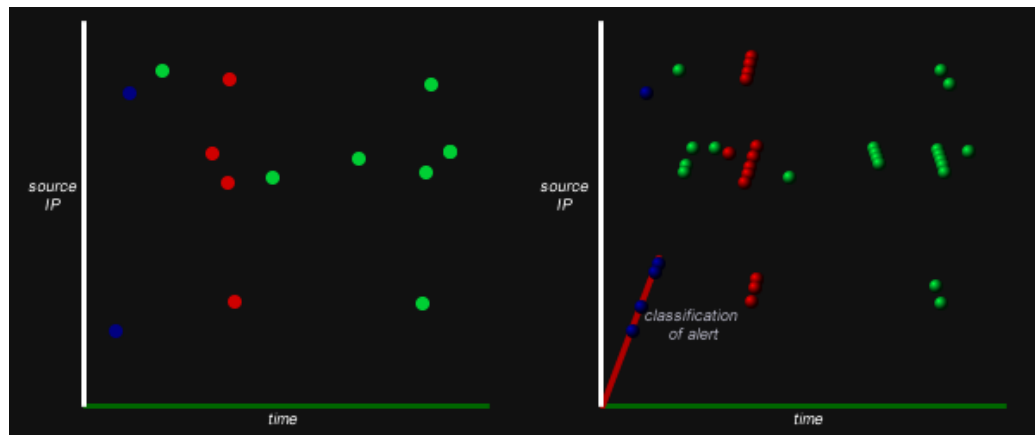 source
IP
time
source
IP
classification
of alert
time